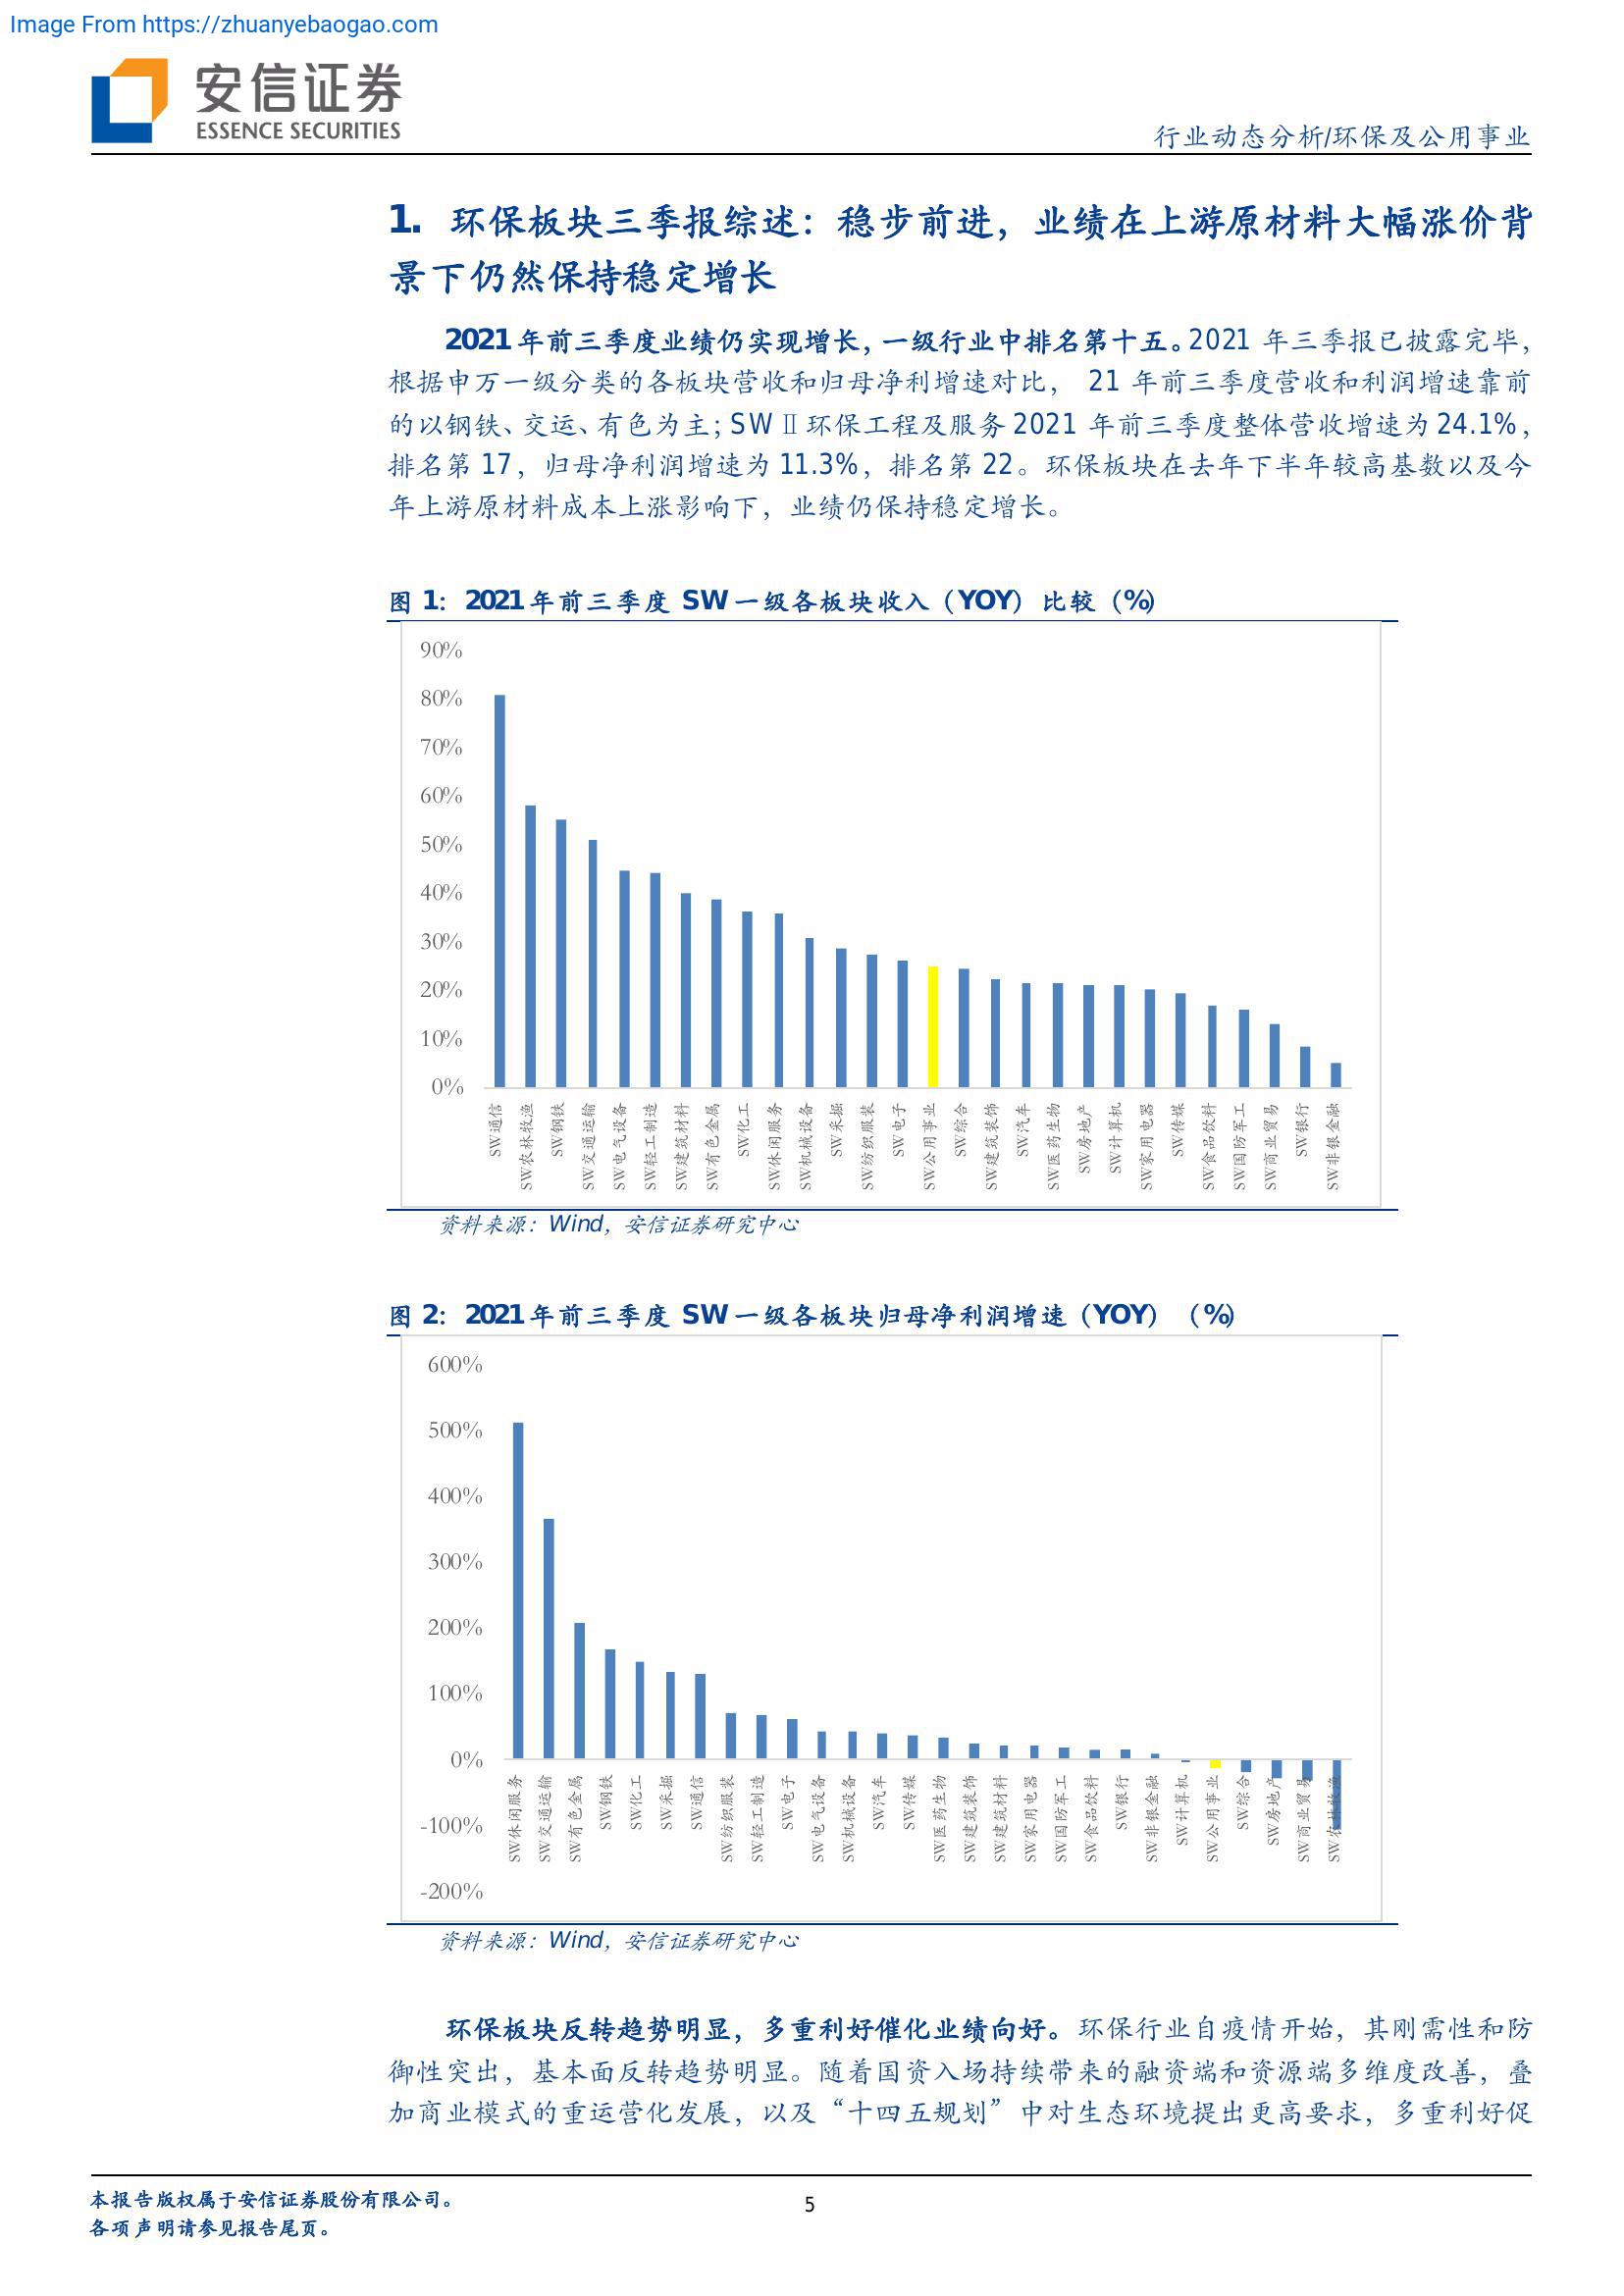 Image From https://zhuanyebaogao.com
安信证券
ESSENCE SECURITIES
行业动态分析/环保及公用事业
1. 环保板块三季报综述：稳步前进，业绩在上游原材料大幅涨价背
景下仍然保持稳定增长
2021年前三季度业绩仍实现增长，一级行业中排名第十五。2021 年三季报已披露完毕，
根据申万一级分类的各板块营收和归母净利增速对比， 21 年前三季度营收和利润增速靠前
的以钢铁、交运、有色为主；SWⅡ环保工程及服务 2021 年前三季度整体营收增速为 24.1%，
排名第 17，归母净利润增速为 11.3%，排名第 22。环保板块在去年下半年较高基数以及今
年上游原材料成本上涨影响下，业绩仍保持稳定增长。
图 1：2021年前三季度 SW一级各板块收入（YOY）比较（%）
90%
80%
70%
60%
50%
40%
30%
20%
10%
0%
SW通信
SW农林牧渔
SW钢铁
SW交通运输
SW电气设备
SW轻工制造
SW建筑材料
SW有色金属
SW化工
SW休闲服务
SW机械设备
SW采掘
SW纺织服装
SW电子
SW公用事业
SW综合
SW建筑装饰
SW汽车
SW医药生物
SW房地产
SW计算机
SW家用电器
SW传媒
SW食品饮料
SW国防军工
SW商业贸易
SW银行
SW非银金融
资料来源：Wind，安信证券研究中心
图 2：2021年前三季度 SW一级各板块归母净利润增速（YOY）（%）
600%
500%
400%
300%
200%
100%
0%
-100%
-200%
SW休闲服务
SW交通运输
SW有色金属
SW钢铁
SW化工
SW采掘
SW通信
SW纺织服装
SW轻工制造
SW电子
SW电气设备
SW机械设备
SW汽车
SW传媒
SW医药生物
SW建筑装饰
SW建筑材料
SW家用电器
SW国防军工
SW食品饮料
SW银行
SW非银金融
SW计算机
SW公用事业
SW综合
SW房地产
SW商业贸易
SW农林牧渔
资料来源：Wind，安信证券研究中心
环保板块反转趋势明显，多重利好催化业绩向好。环保行业自疫情开始，其刚需性和防
御性突出，基本面反转趋势明显。随着国资入场持续带来的融资端和资源端多维度改善，叠
加商业模式的重运营化发展，以及“十四五规划”中对生态环境提出更高要求，多重利好促
本报告版权属于安信证券股份有限公司。
各项声明请参见报告尾页。
5